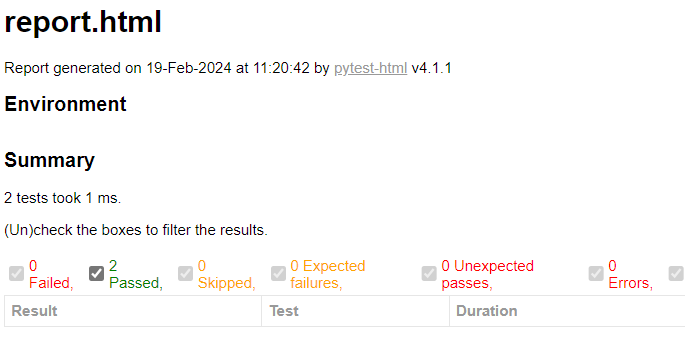 report.html
Report generated on 19-Feb-2024 at 11:20:42 by pytest-html v4.1.1
Environment
Summary
2 tests took 1 ms.
(Un)check the boxes to filter the results.
0 Failed, 2 Passed, 0 Skipped, 0 Expected failures, 0 Unexpected passes, 0 Errors,
Result Test Duration